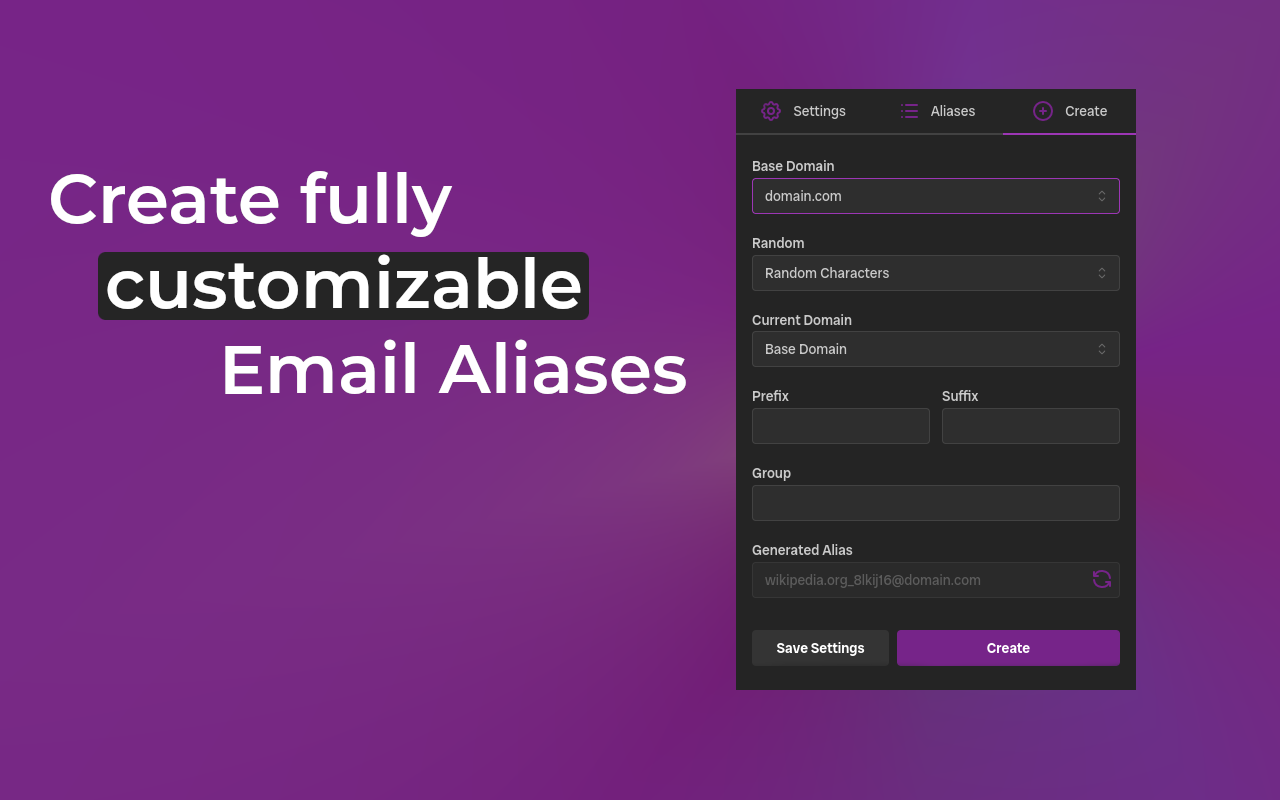 Create fully
customizable
Email Aliases
Settings Aliases Create
Base Domain
domain.com
Random
Random Characters
Current Domain
Base Domain
Prefix Suffix
Group
Generated Alias
wikipedia.org_8lkij16@domain.com
Save Settings Create